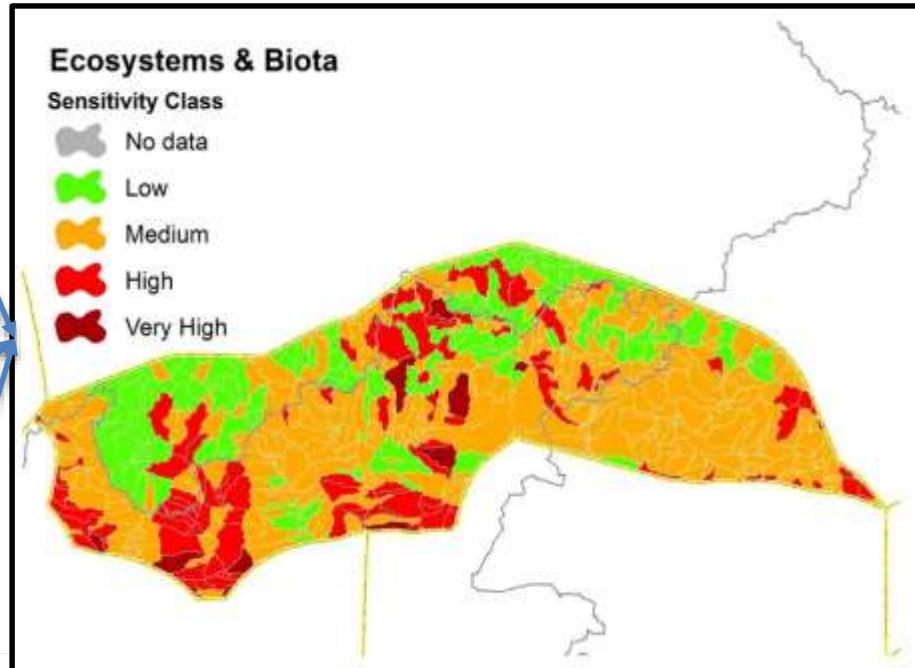 Ecosystems & Biota
Sensitivity Class
No data
Low
Medium
High
Very High